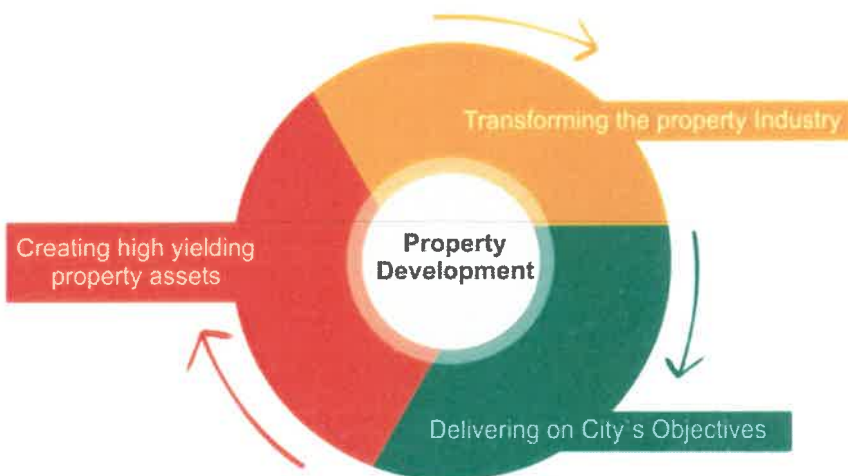 Transforming the property Industry
Creating high yielding
property assets
Property
Development
Delivering on City`s Objectives